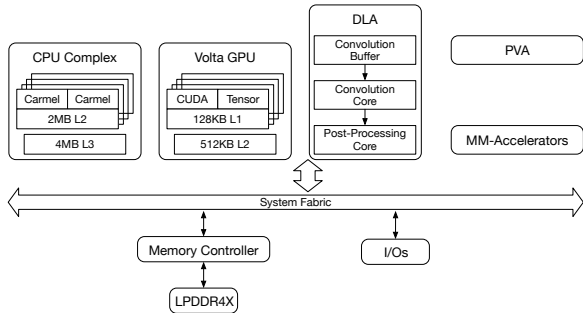 CPU Complex
Carmel Carmel
2MB L2
4MB L3
Volta GPU
CUDA Tensor
128KB L1
512KB L2
DLA
Convolution
Buffer
Convolution
Core
Post-Processing
Core
PVA
MM-Accelerators
System Fabric
Memory Controller
I/Os
LPDDR4X